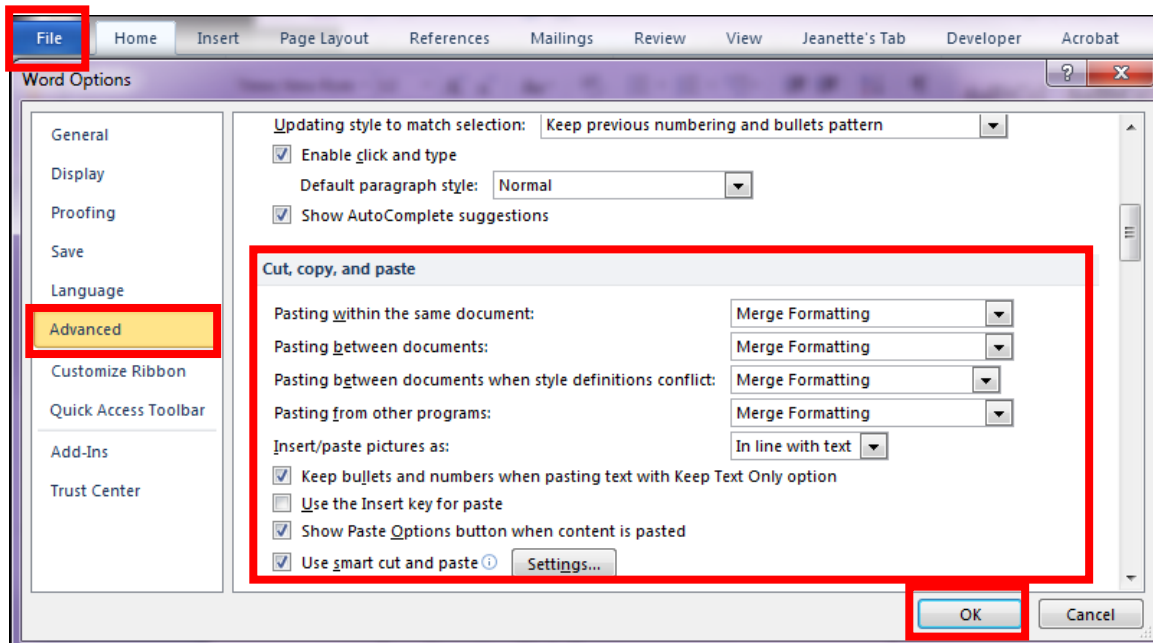 File Home Insert Page Layout References Mailings Review View Jeanette's Tab Developer Acrobat
Word Options
General
Display
Proofing
Save
Language
Advanced
Customize Ribbon
Quick Access Toolbar
Add-Ins
Trust Center
Updating style to match selection: Keep previous numbering and bullets pattern
Enable click and type
Default paragraph style: Normal
Show AutoComplete suggestions
Cut, copy, and paste
Pasting within the same document: Merge Formatting
Pasting between documents: Merge Formatting
Pasting between documents when style definitions conflict: Merge Formatting
Pasting from other programs: Merge Formatting
Insert/paste pictures as: In line with text
Keep bullets and numbers when pasting text with Keep Text Only option
Use the Insert key for paste
Show Paste Options button when content is pasted
Use smart cut and paste Settings...
OK Cancel